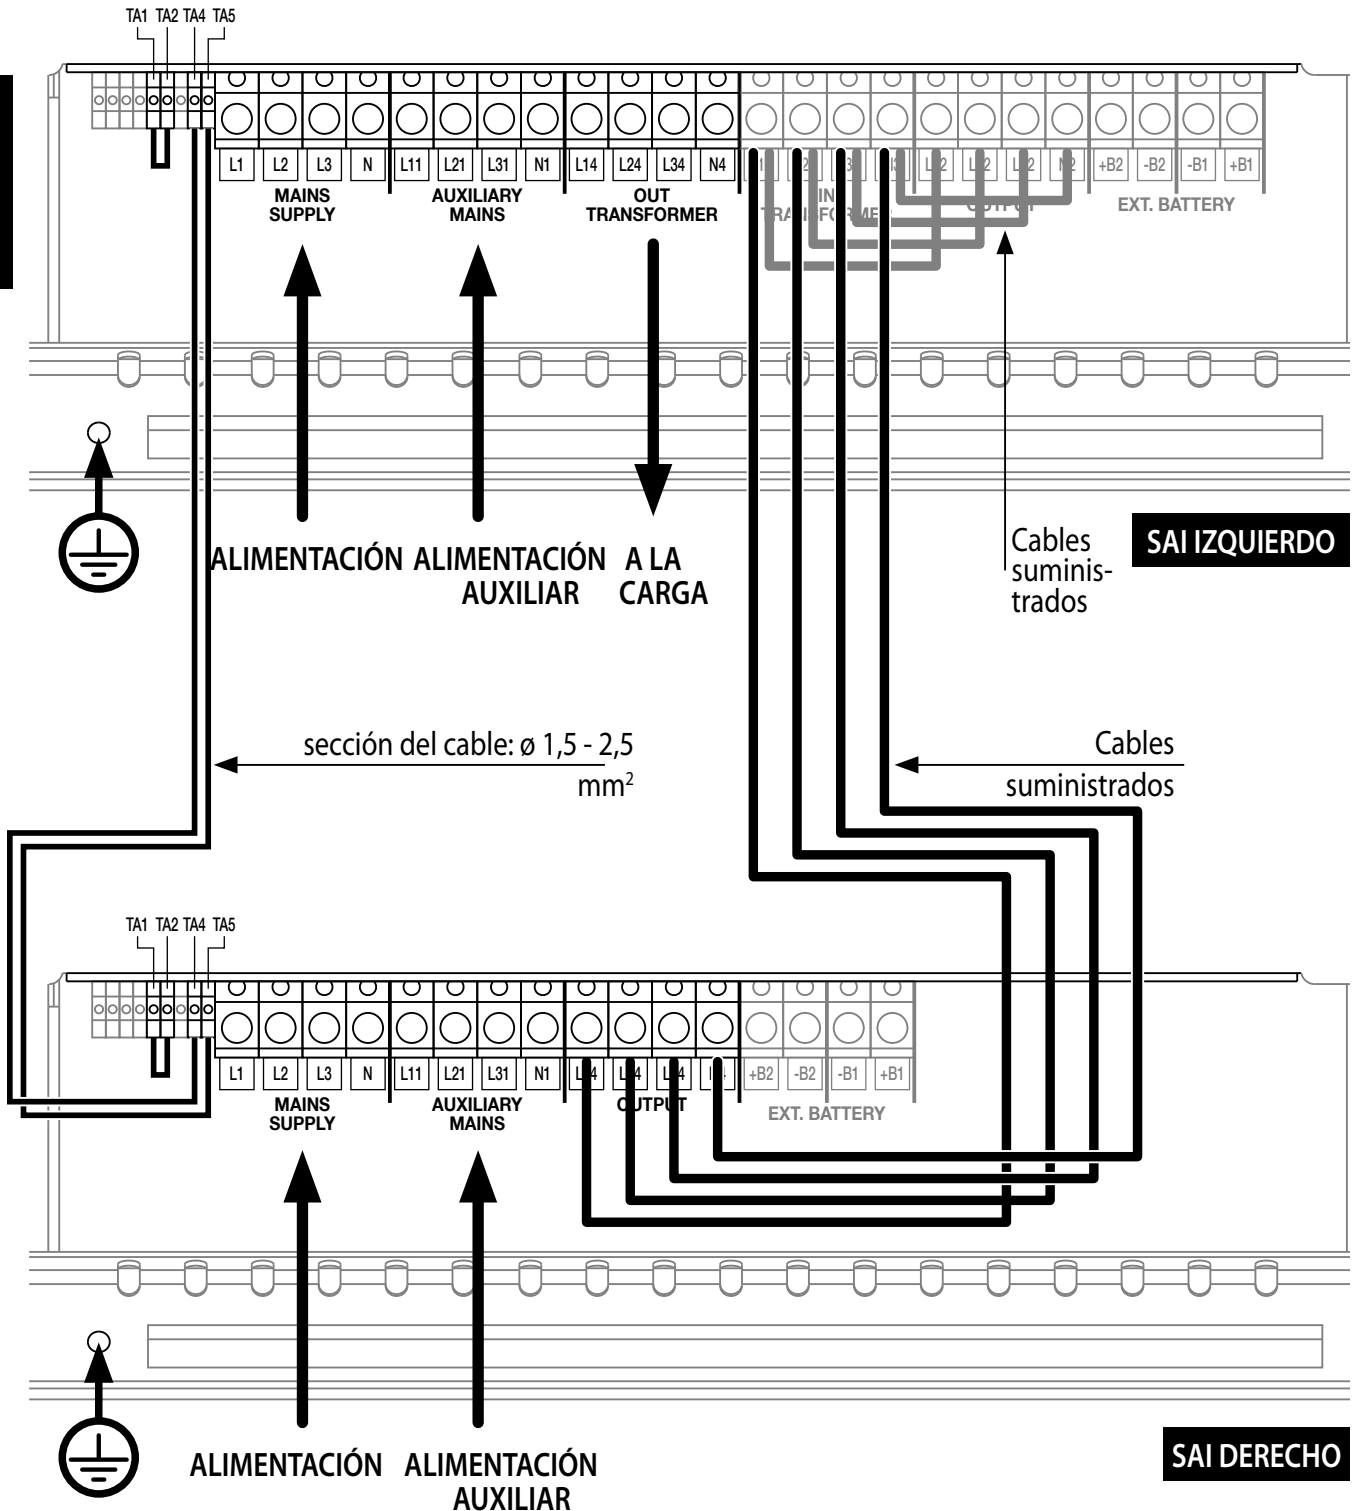 TA1 TA2 TA4 TA5
L1 L2 L3 N L11 L21 L31 N1 L14 L24 L34 N4 +B2 -B2 -B1 +B1
MAINS
SUPPLY
AUXILIARY
MAINS
OUT
TRANSFORMER
IN
TRANSFORMER
OUTPUT
EXT. BATTERY
ALIMENTACIÓN
ALIMENTACIÓN
AUXILIAR
A LA
CARGA
Cables
suminis-
trados
SAI IZQUIERDO
sección del cable: ø 1,5 - 2,5
mm²
Cables
suministrados
TA1 TA2 TA4 TA5
L1 L2 L3 N L11 L21 L31 N1 +B2 -B2 -B1 +B1
MAINS
SUPPLY
AUXILIARY
MAINS
OUTPUT
EXT. BATTERY
ALIMENTACIÓN
ALIMENTACIÓN
AUXILIAR
SAI DERECHO